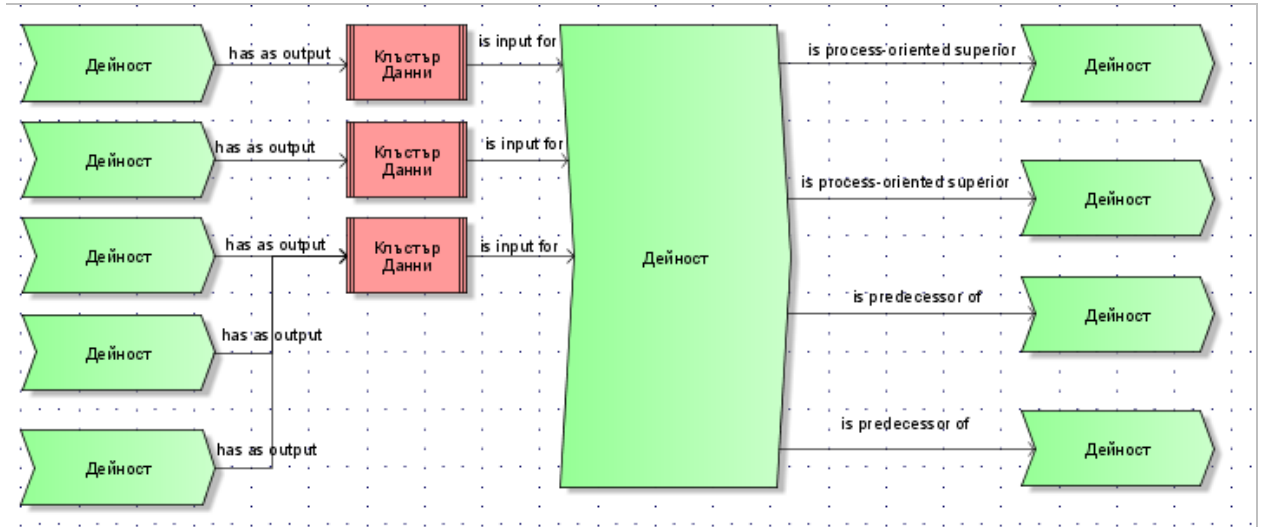 Дейност
has as output
Клъстър
Данни
is input for
is process-oriented superior
Дейност
Дейност
has as output
Клъстър
Данни
is input for
is process-oriented superior
Дейност
Дейност
has as output
Клъстър
Данни
is input for
Дейност
is predecessor of
Дейност
Дейност
has as output
is predecessor of
Дейност
Дейност
has as output